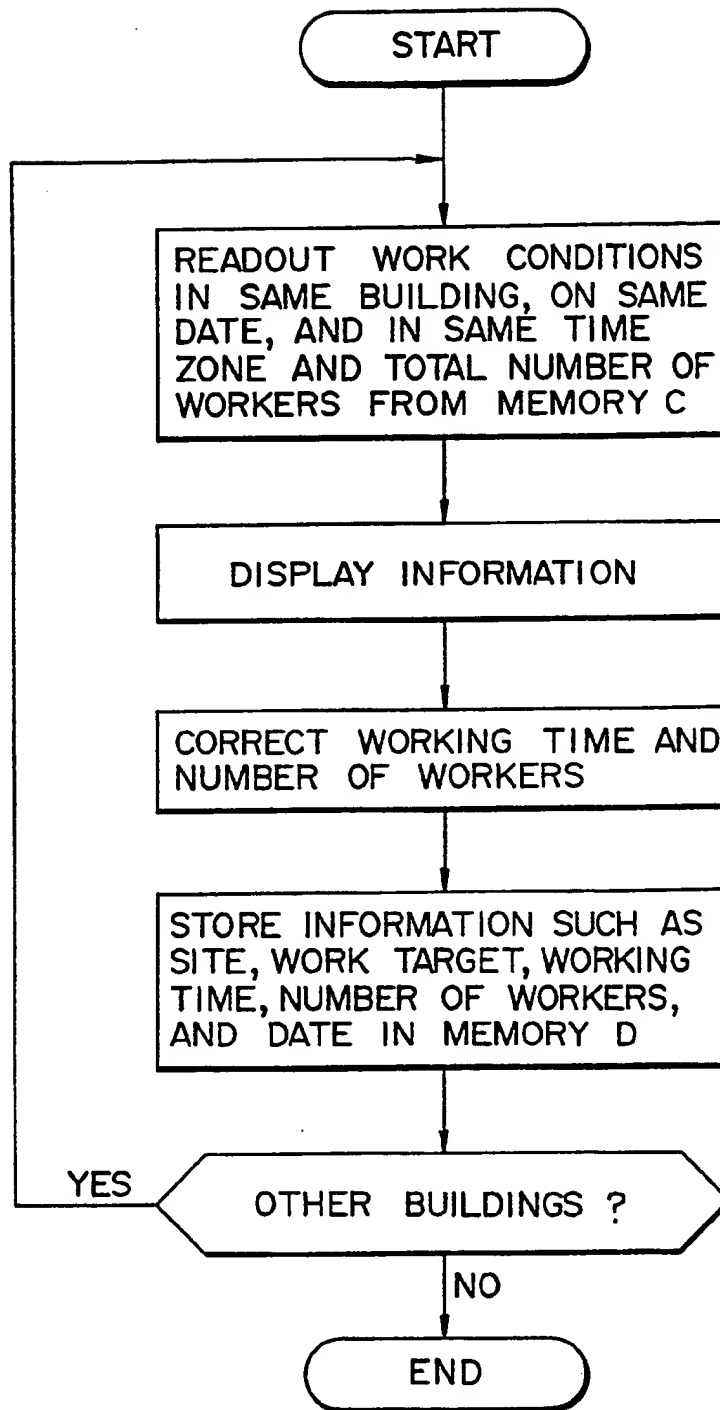 START
READOUT WORK CONDITIONS
IN SAME BUILDING, ON SAME
DATE, AND IN SAME TIME
ZONE AND TOTAL NUMBER OF
WORKERS FROM MEMORY C
DISPLAY INFORMATION
CORRECT WORKING TIME AND
NUMBER OF WORKERS
STORE INFORMATION SUCH AS
SITE, WORK TARGET, WORKING
TIME, NUMBER OF WORKERS,
AND DATE IN MEMORY D
YES
OTHER BUILDINGS ?
NO
END